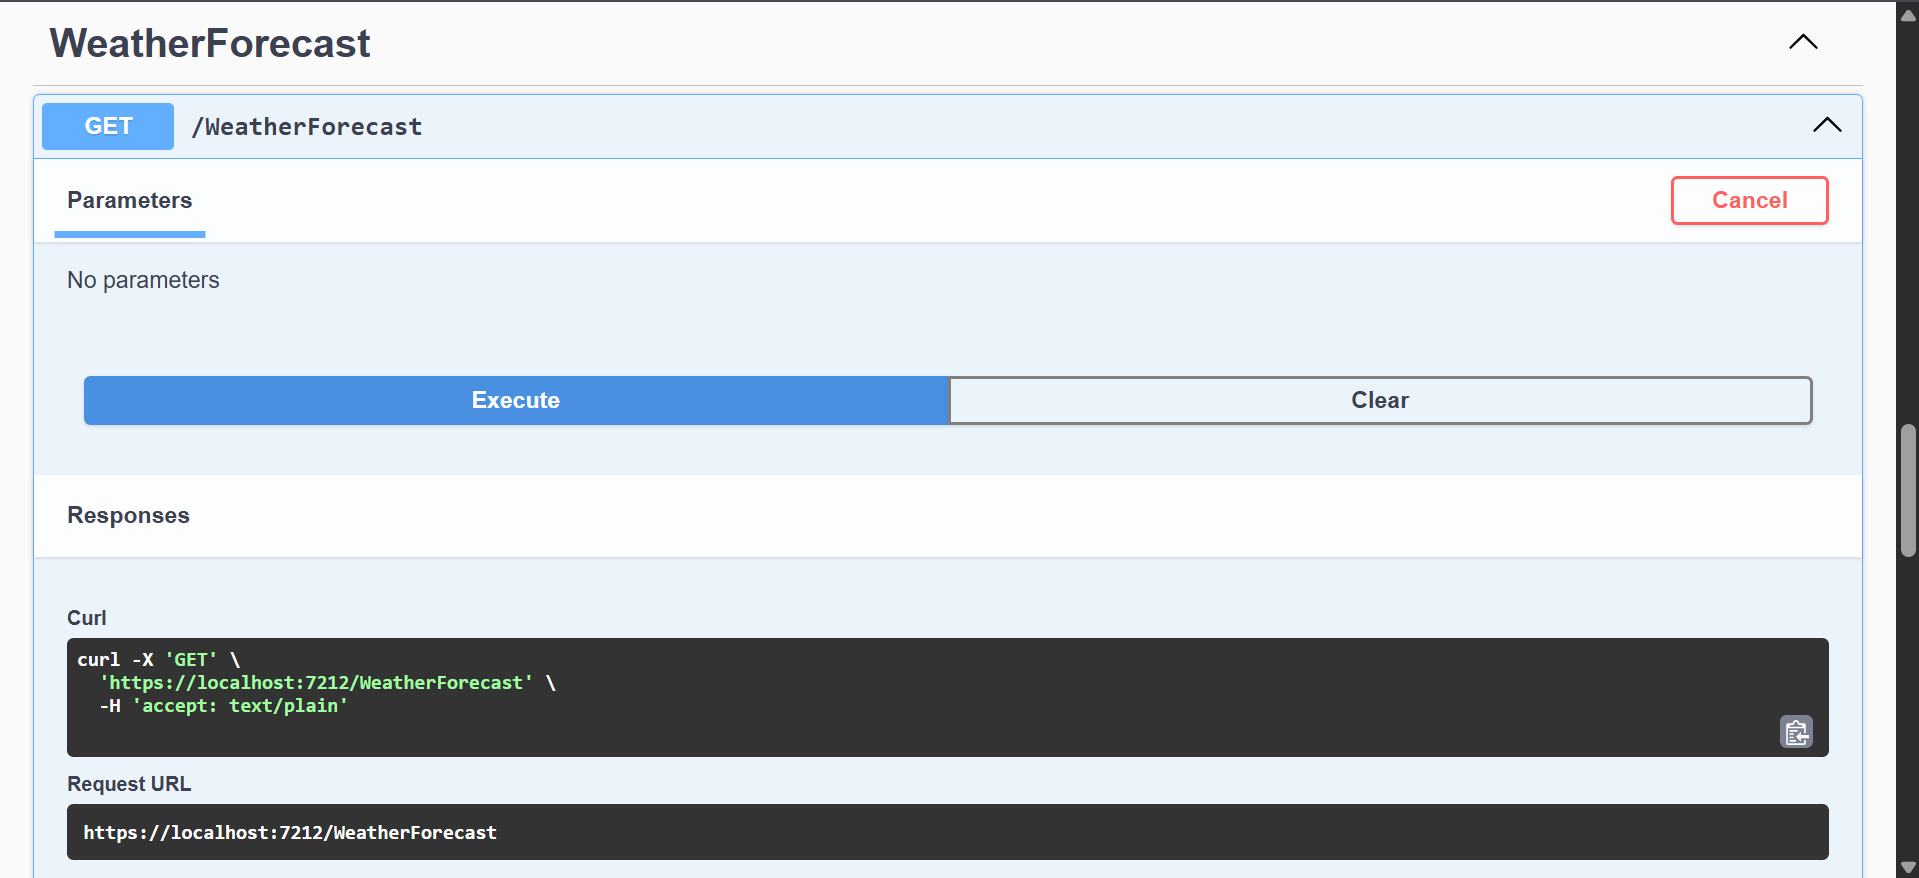 WeatherForecast
GET /WeatherForecast
Parameters
Cancel
No parameters
Execute
Clear
Responses
Curl
curl -X 'GET' \
  'https://localhost:7212/WeatherForecast' \
  -H 'accept: text/plain'
Request URL
https://localhost:7212/WeatherForecast